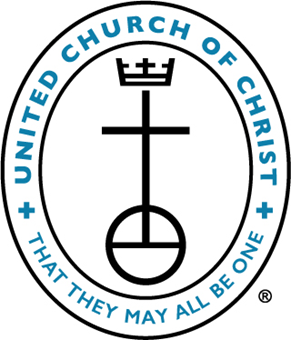 UNITED CHURCH OF CHRIST
THAT THEY MAY ALL BE ONE
®